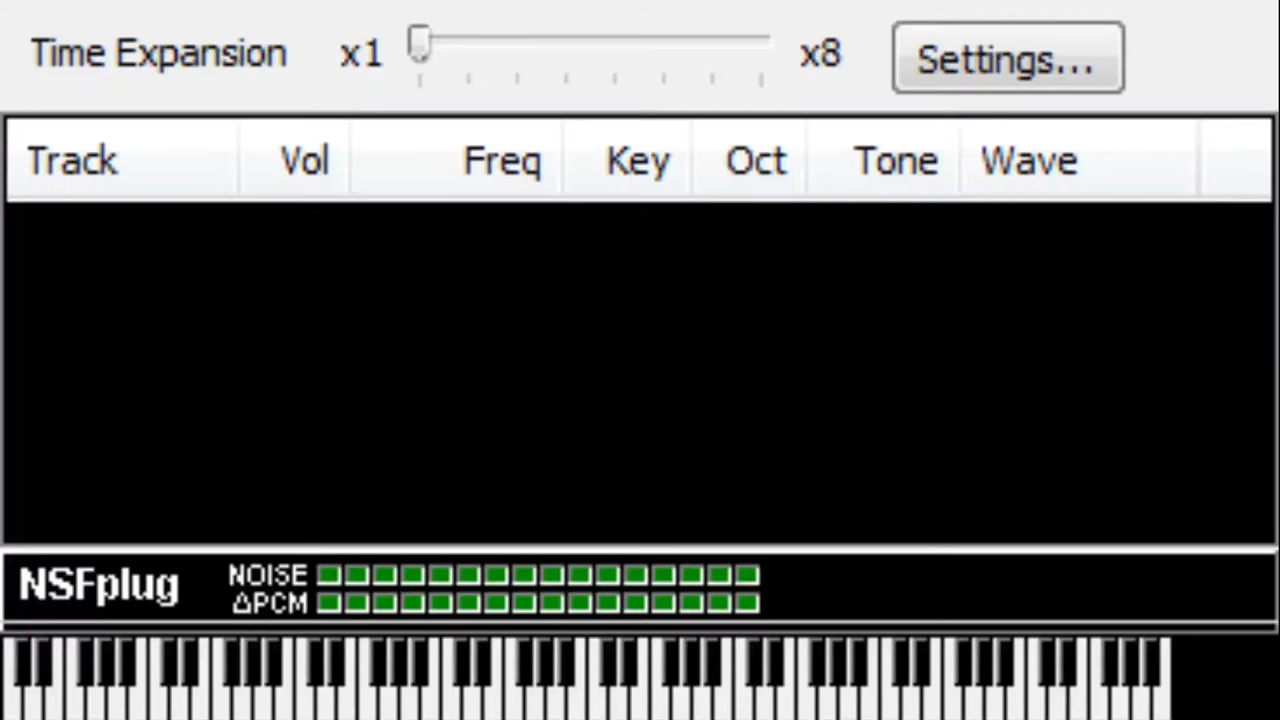 Time Expansion x1 x8 Settings...
Track Vol Freq Key Oct Tone Wave
NSFplug NOISE
ΔPCM